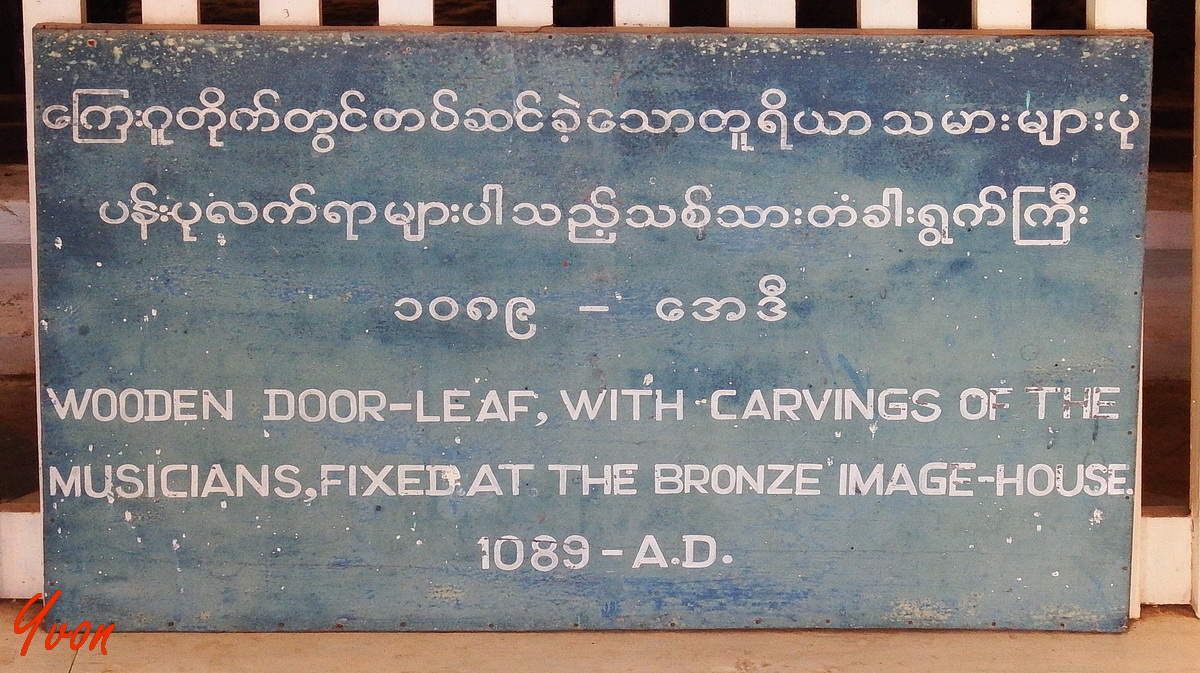 ကြေးဂူတိုက်တွင်တပ်ဆင်ခဲ့သောတူရိယာသမားများပုံ
ပန်းပုလက်ရာများပါသည့်သစ်သားတံခါးရွက်ကြီး
၁၀၈၉ – အေဒီ
WOODEN DOOR-LEAF, WITH CARVINGS OF THE
MUSICIANS, FIXED AT THE BRONZE IMAGE-HOUSE.
1089 – A.D.
Yvon